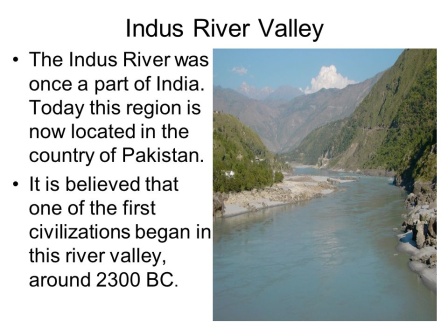 Indus River Valley
• The Indus River was
once a part of India.
Today this region is
now located in the
country of Pakistan.
• It is believed that
one of the first
civilizations began in
this river valley,
around 2300 BC.